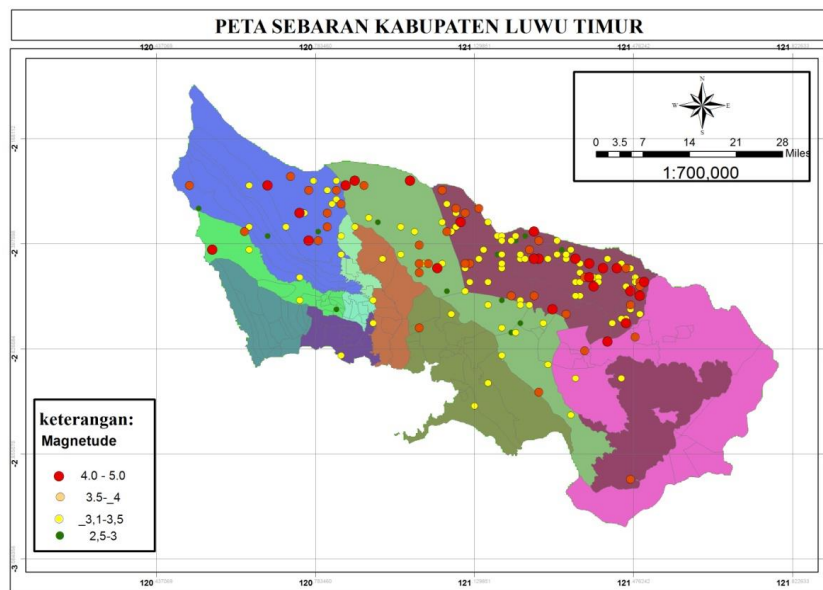 PETA SEBARAN KABUPATEN LUWU TIMUR
120
120
121
121
121
N
W E
S
0 3.5 7 14 21 28
Miles
1:700,000
-2
-2
-2
-2
-3
keterangan:
Magnetude
4.0 - 5.0
3.5-_4
_3,1-3,5
2,5-3
120
120
121
121
121